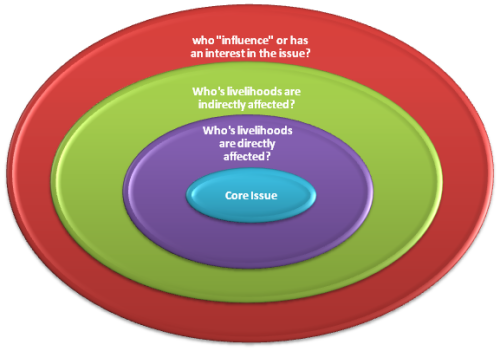 who "influence" or has
an interest in the issue?
Who's livelihoods are
indirectly affected?
Who's livelihoods
are directly
affected?
Core Issue